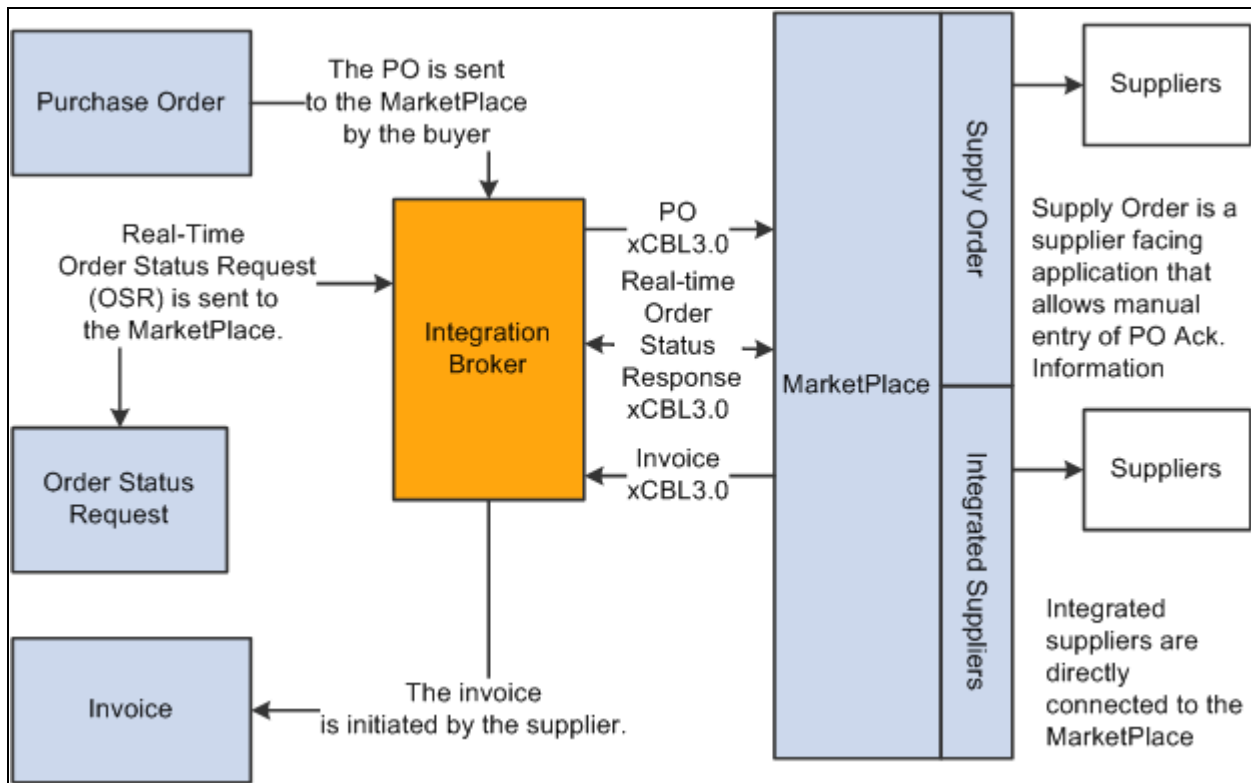 Purchase Order
The PO is sent
to the MarketPlace
by the buyer
Real-Time
Order Status Request
(OSR) is sent to
the MarketPlace.
Order Status
Request
Invoice
The invoice
is initiated by the supplier.
Integration
Broker
PO
xCBL3.0
Real-time
Order
Status
Response
xCBL3.0
Invoice
xCBL3.0
MarketPlace
Supply Order
Integrated Suppliers
Suppliers
Supply Order is a
supplier facing
application that
allows manual
entry of PO Ack.
Information
Suppliers
Integrated
suppliers are
directly
connected to the
MarketPlace